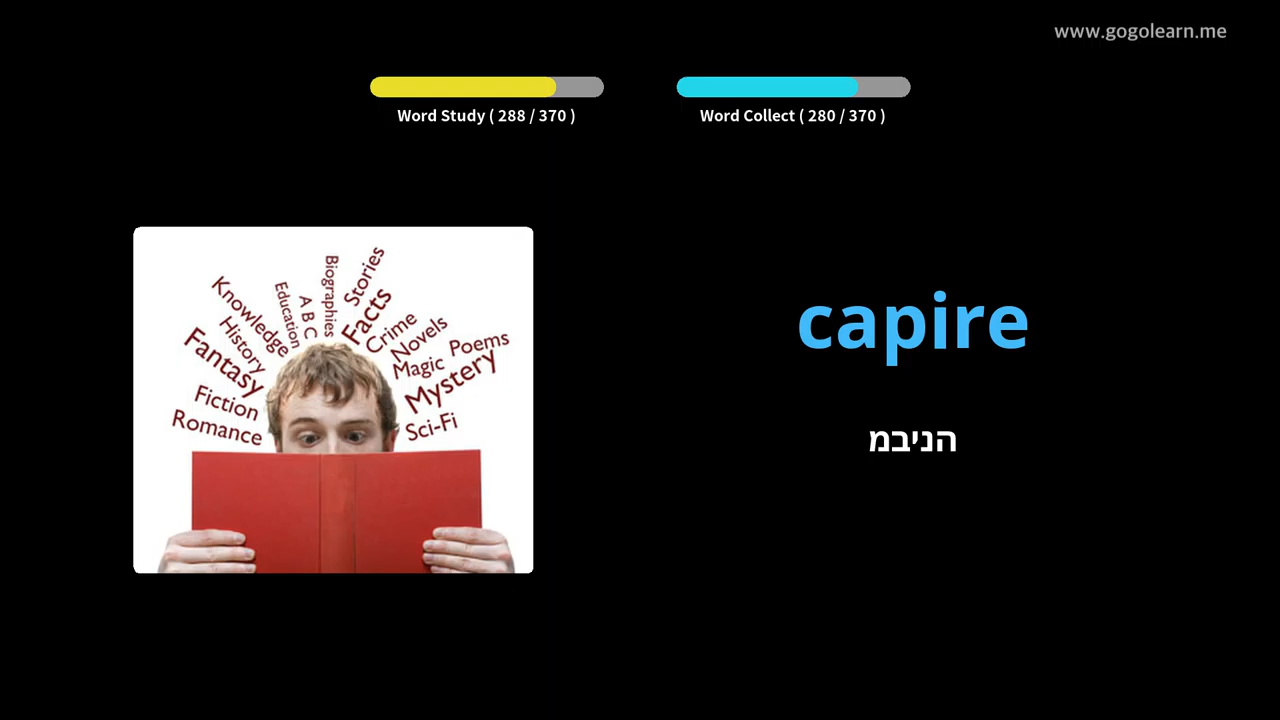 www.gogolearn.me
Word Study ( 288 / 370 )
Word Collect ( 280 / 370 )
Stories
Biographies
Facts
A B C
Education
Knowledge
Crime
History
Novels
Poems
Fantasy
Magic
Mystery
Fiction
Romance
Sci-Fi
capire
הניבמ